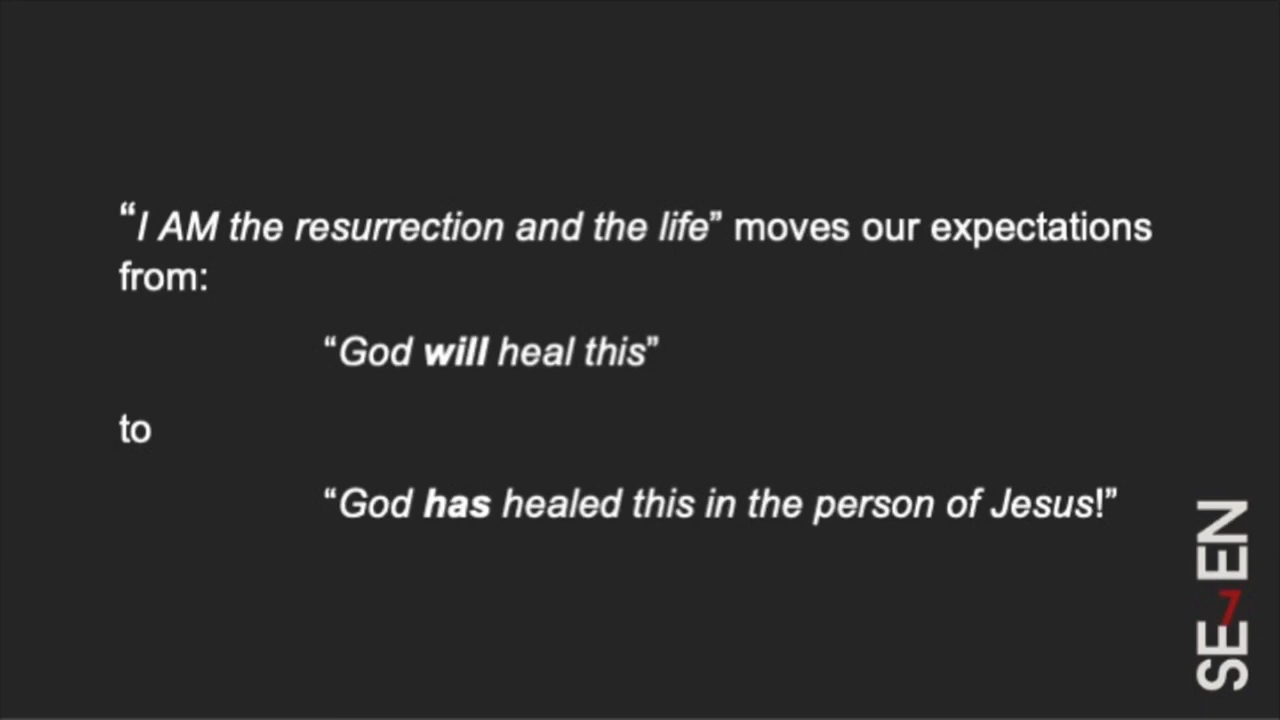 “I AM the resurrection and the life” moves our expectations
from:
“God will heal this”
to
“God has healed this in the person of Jesus!”
SE7EN